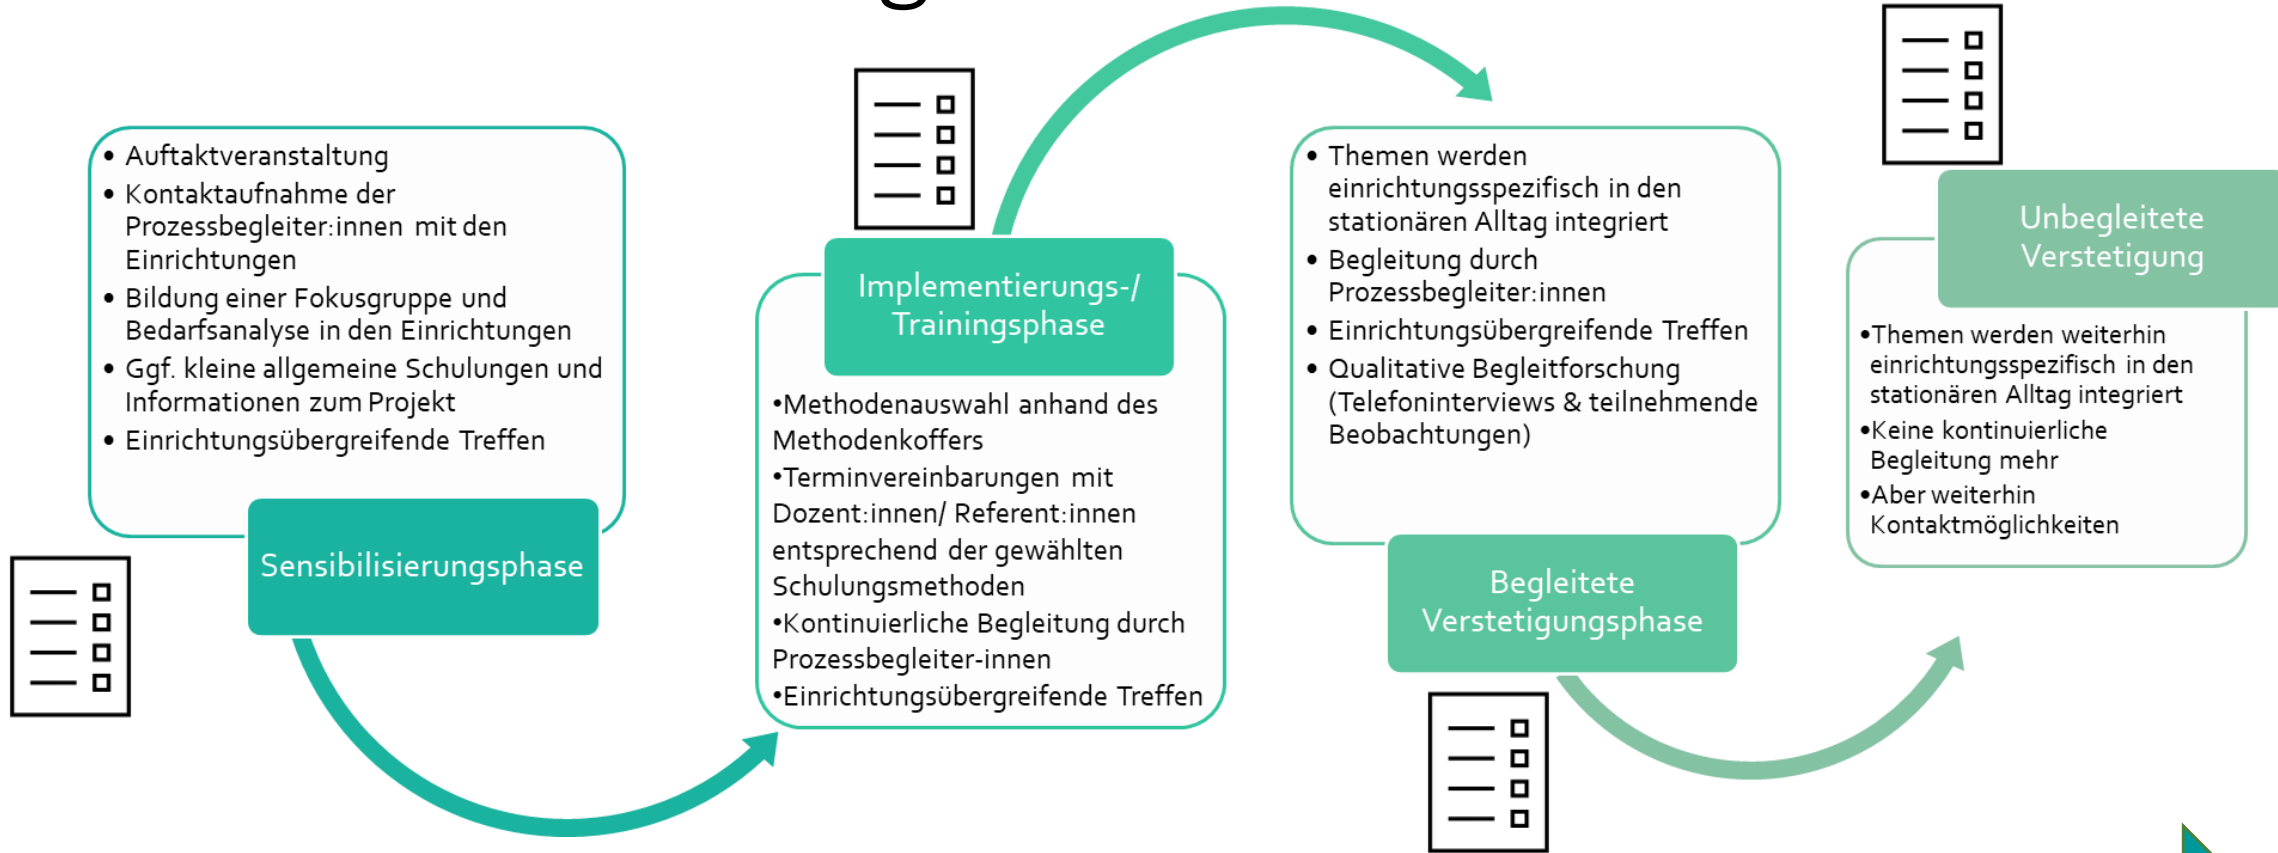 • Auftaktveranstaltung
• Kontaktaufnahme der
Prozessbegleiter:innen mit den
Einrichtungen
• Bildung einer Fokusgruppe und
Bedarfsanalyse in den Einrichtungen
• Ggf. kleine allgemeine Schulungen und
Informationen zum Projekt
• Einrichtungsübergreifende Treffen
Sensibilisierungsphase
Implementierungs-/
Trainingsphase
•Methodenauswahl anhand des
Methodenkoffers
•Terminvereinbarungen mit
Dozent:innen/ Referent:innen
entsprechend der gewählten
Schulungsmethoden
•Kontinuierliche Begleitung durch
Prozessbegleiter-innen
•Einrichtungsübergreifende Treffen
• Themen werden
einrichtungsspezifisch in den
stationären Alltag integriert
• Begleitung durch
Prozessbegleiter:innen
• Einrichtungsübergreifende Treffen
• Qualitative Begleitforschung
(Telefoninterviews & teilnehmende
Beobachtungen)
Begleitete
Verstetigungsphase
Unbegleitete
Verstetigung
•Themen werden weiterhin
einrichtungsspezifisch in den
stationären Alltag integriert
•Keine kontinuierliche
Begleitung mehr
•Aber weiterhin
Kontaktmöglichkeiten